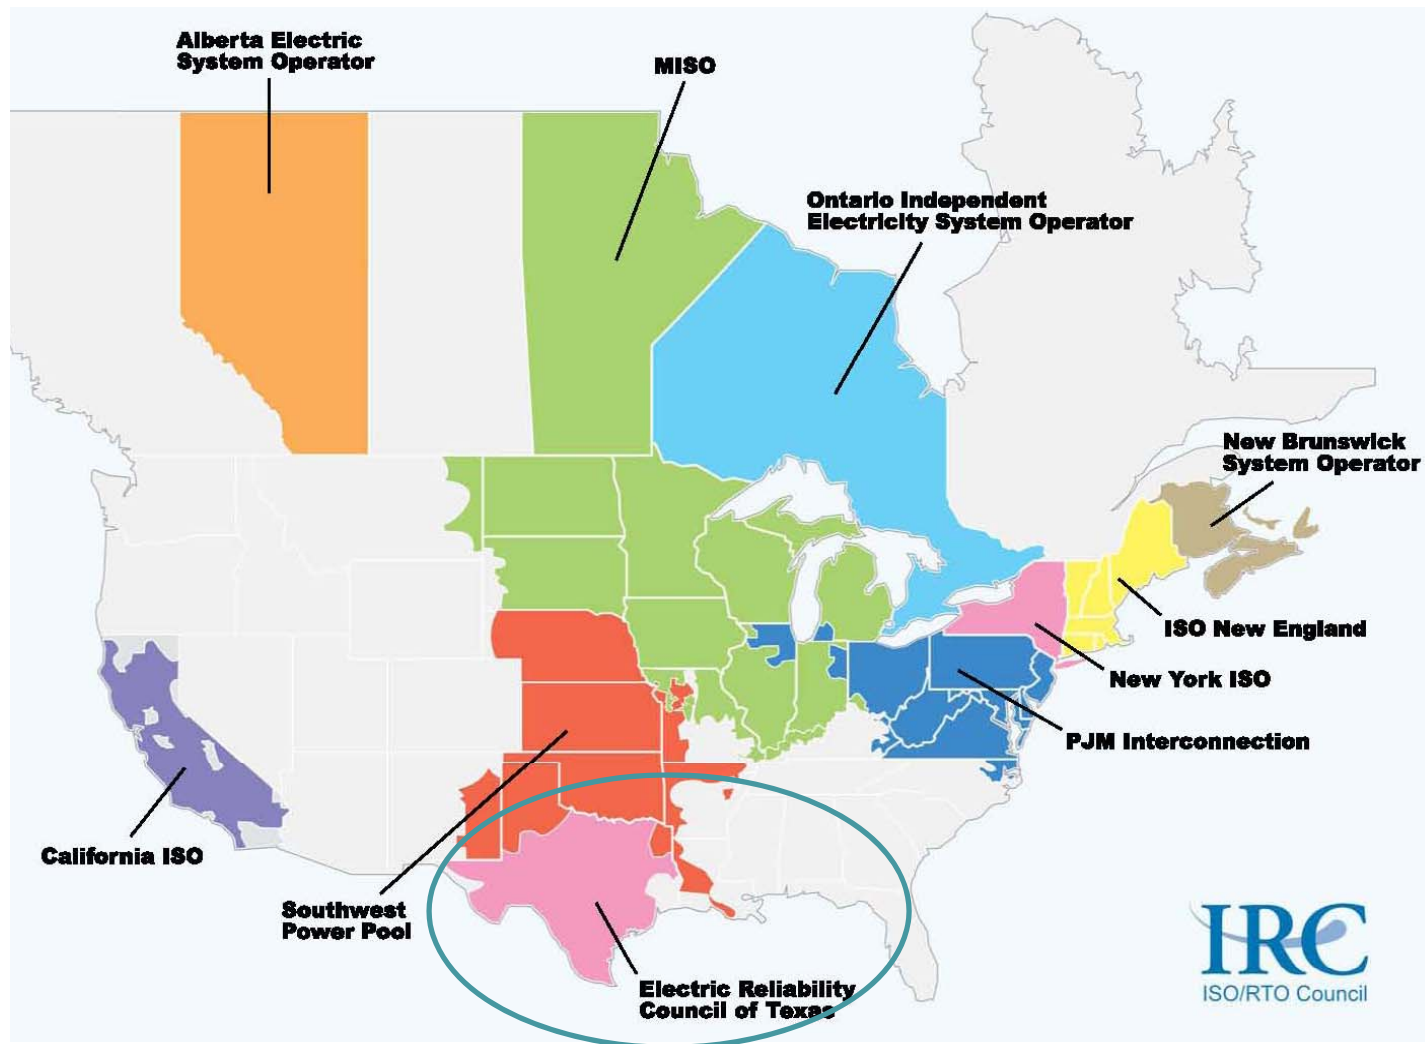 Alberta Electric
System Operator
MISO
Ontario Independent
Electricity System Operator
New Brunswick
System Operator
ISO New England
New York ISO
PJM Interconnection
California ISO
Southwest
Power Pool
Electric Reliability
Council of Texas
IRC
ISO/RTO Council